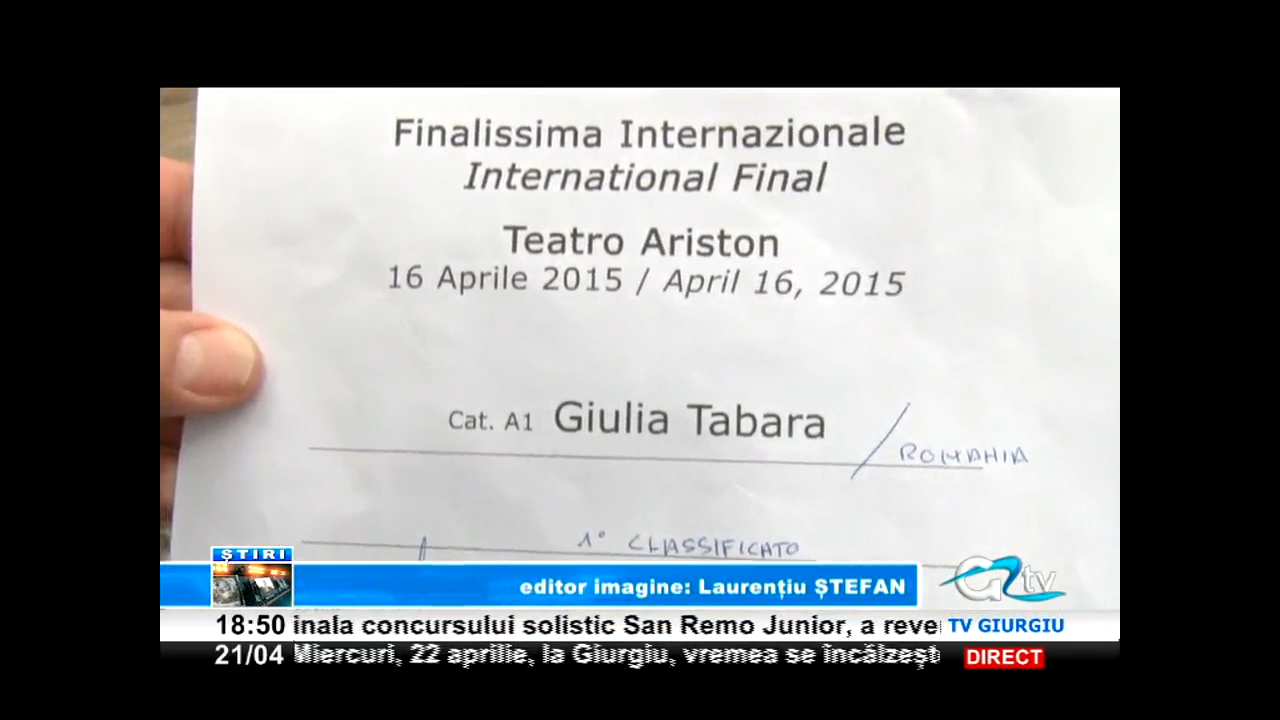 Finalissima Internazionale
International Final
Teatro Ariston
16 Aprile 2015 / April 16, 2015
Cat. A1 Giulia Tabara / ROMANIA
1° CLASSIFICATO
ȘTIRI
editor imagine: Laurențiu ȘTEFAN
G tv
18:50 inala concursului solistic San Remo Junior, a reve TV GIURGIU
21/04 Miercuri, 22 aprilie, la Giurgiu, vremea se încălzeșt DIRECT